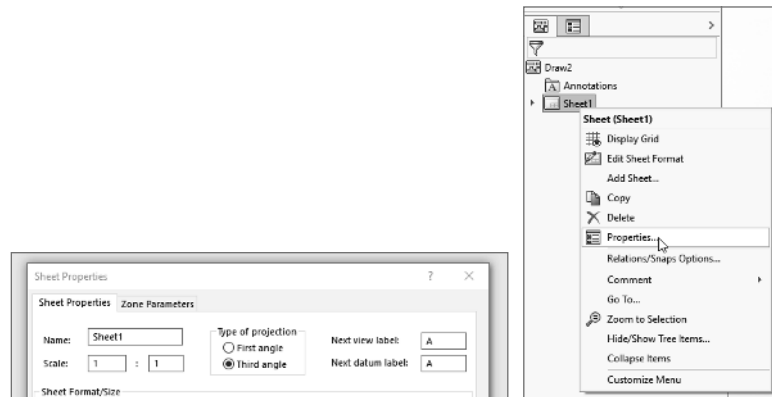 Draw2
Annotations
Sheet1
Sheet (Sheet1)
Display Grid
Edit Sheet Format
Add Sheet...
Copy
Delete
Properties...
Relations/Snaps Options...
Comment
Go To...
Zoom to Selection
Hide/Show Tree Items...
Collapse Items
Customize Menu
Sheet Properties ? ×
Sheet Properties Zone Parameters
Name: Sheet1 Type of projection Next view label: A
First angle
Scale: 1 : 1 Third angle Next datum label: A
Sheet Format/Size